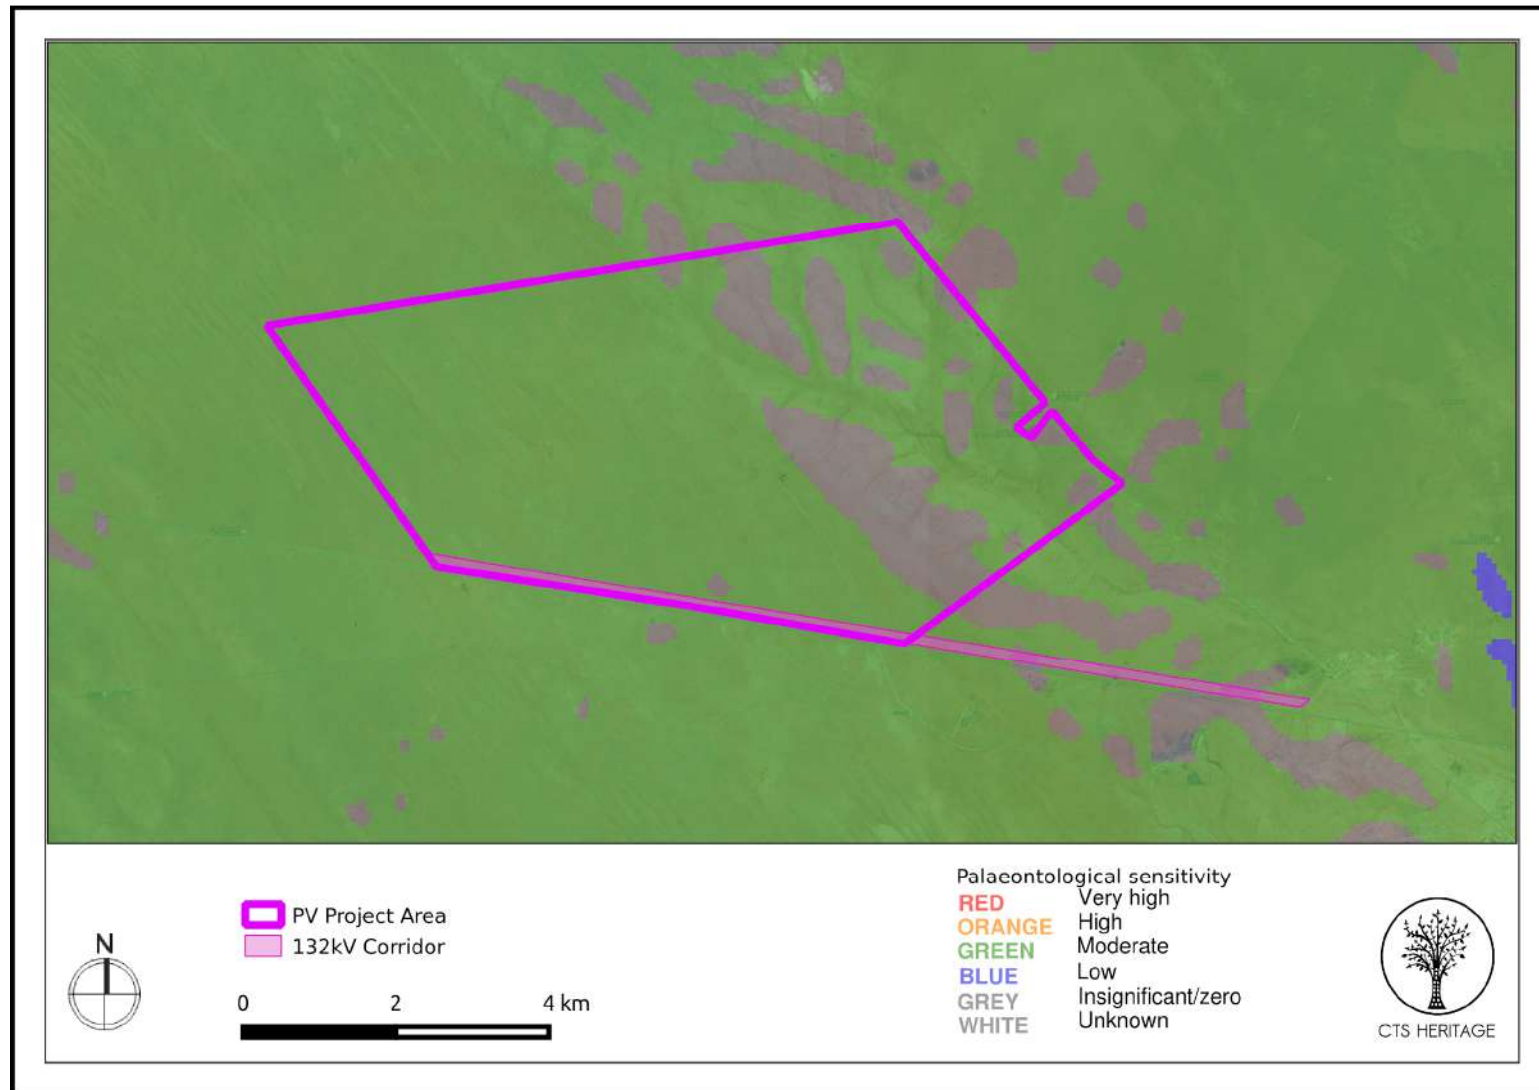 PV Project Area
132kV Corridor
N
0 2 4 km
Palaeontological sensitivity
RED Very high
ORANGE High
GREEN Moderate
BLUE Low
GREY Insignificant/zero
WHITE Unknown
CTS HERITAGE